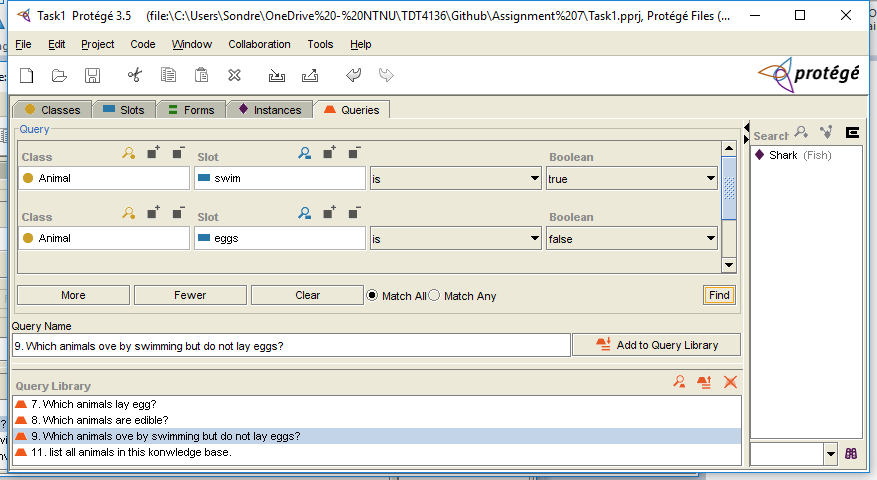 Task1 Protégé 3.5 (file:\C:\Users\Sondre\OneDrive%20-%20NTNU\TDT4136\Github\Assignment%207\Task1.pprj, Protégé Files (...
File Edit Project Code Window Collaboration Tools Help
protégé
Classes Slots Forms Instances Queries
Query
Search
Class Slot Boolean
Shark (Fish)
Animal swim is true
Class Slot Boolean
Animal eggs is false
More Fewer Clear Match All Match Any Find
Query Name
9. Which animals ove by swimming but do not lay eggs? Add to Query Library
Query Library
7. Which animals lay egg?
8. Which animals are edible?
9. Which animals ove by swimming but do not lay eggs?
11. list all animals in this konwledge base.